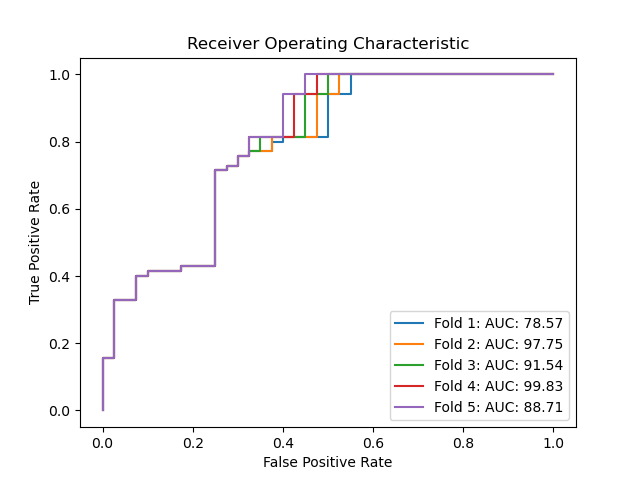 Receiver Operating Characteristic
True Positive Rate
1.0
0.8
0.6
0.4
0.2
0.0
Fold 1: AUC: 78.57
Fold 2: AUC: 97.75
Fold 3: AUC: 91.54
Fold 4: AUC: 99.83
Fold 5: AUC: 88.71
0.0 0.2 0.4 0.6 0.8 1.0
False Positive Rate